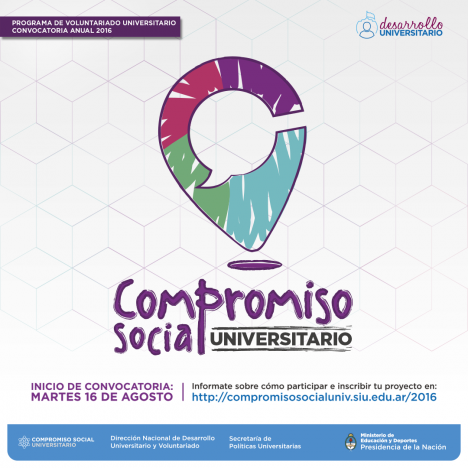 PROGRAMA DE VOLUNTARIADO UNIVERSITARIO
CONVOCATORIA ANUAL 2016
desarrollo
UNIVERSITARIO
Compromiso
Social
UNIVERSITARIO
INICIO DE CONVOCATORIA:
MARTES 16 DE AGOSTO
Informate sobre cómo participar e inscribir tu proyecto en:
http://compromisosocialuniv.siu.edu.ar/2016
COMPROMISO SOCIAL
UNIVERSITARIO
Dirección Nacional de Desarrollo
Universitario y Voluntariado
Secretaría de
Políticas Universitarias
Ministerio de
Educación y Deportes
Presidencia de la Nación